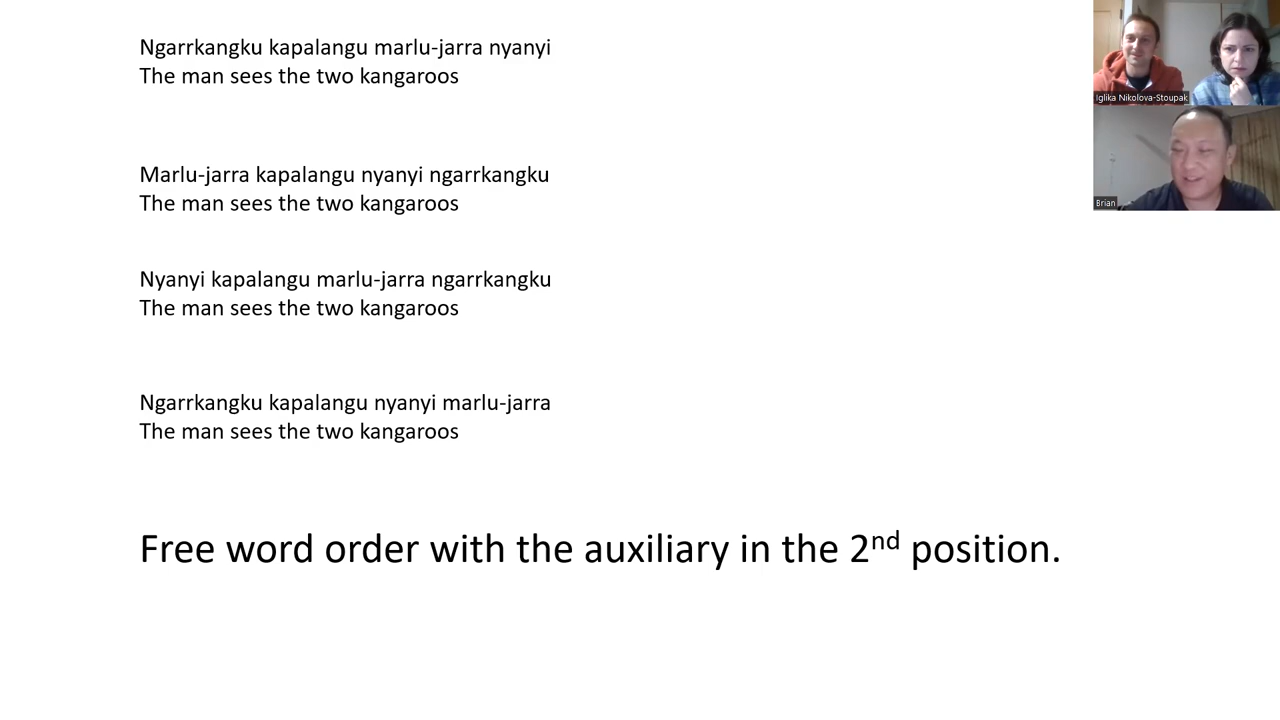 Ngarrkangku kapalangu marlu-jarra nyanyi
The man sees the two kangaroos
Marlu-jarra kapalangu nyanyi ngarrkangku
The man sees the two kangaroos
Nyanyi kapalangu marlu-jarra ngarrkangku
The man sees the two kangaroos
Ngarrkangku kapalangu nyanyi marlu-jarra
The man sees the two kangaroos
Free word order with the auxiliary in the 2nd position.
Iglika Nikolova-Stoupak
Brian